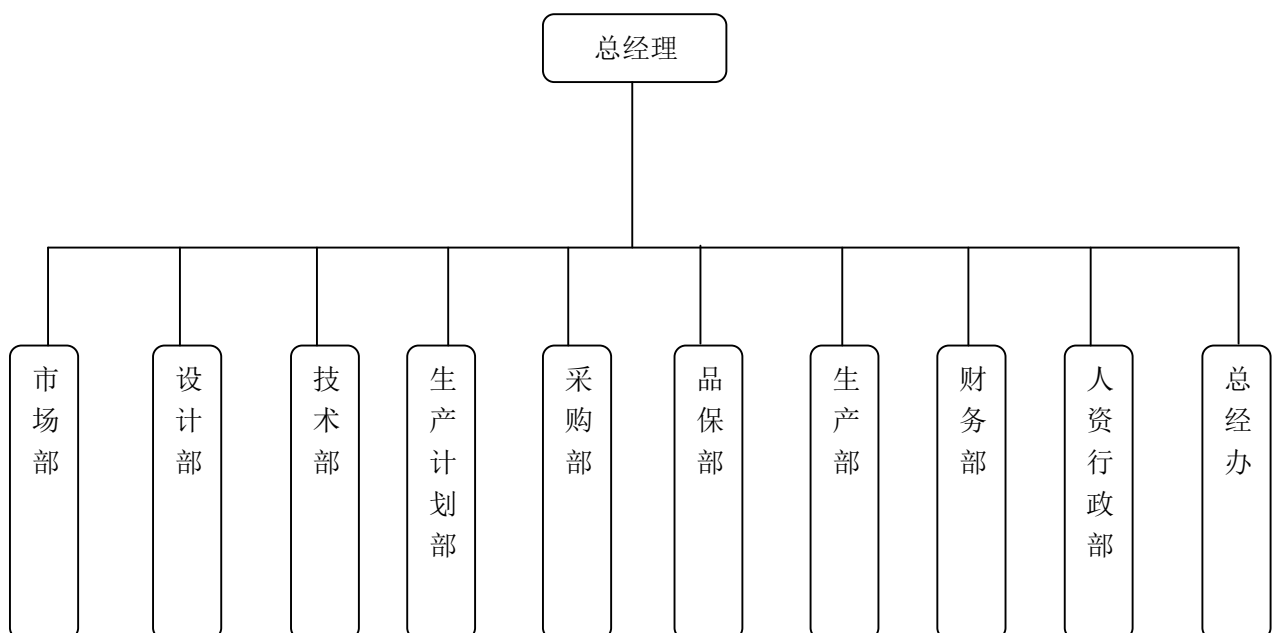 总经理
市场部
设计部
技术部
生产计划部
采购部
品保部
生产部
财务部
人资行政部
总经办